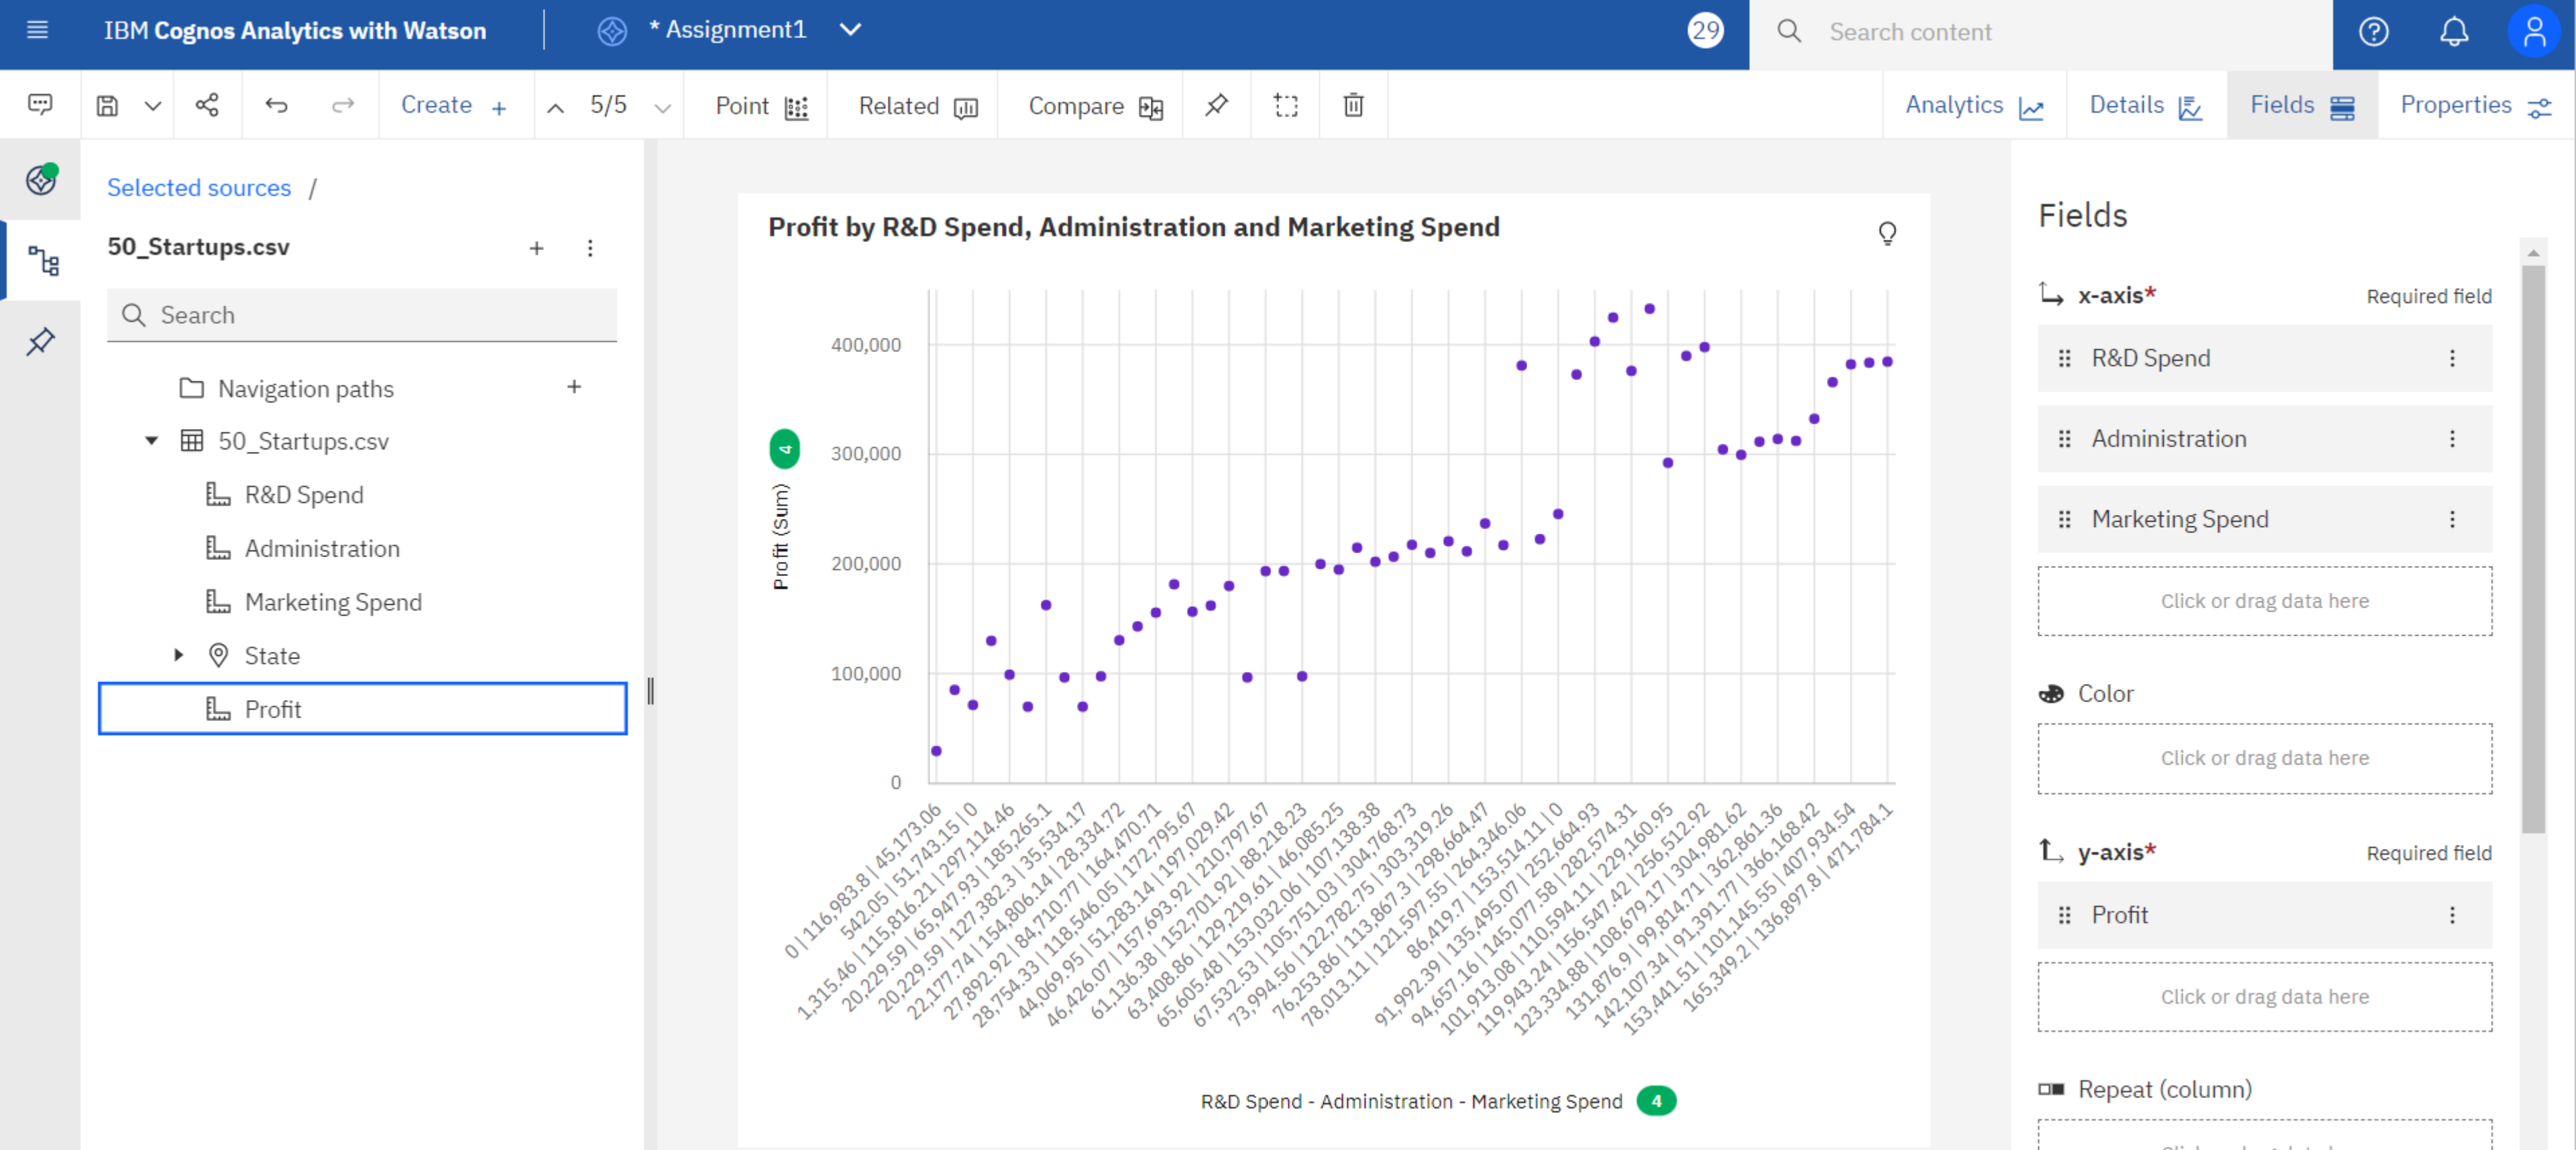 IBM Cognos Analytics with Watson
* Assignment1
29
Search content
Create +
5/5
Point
Related
Compare
Analytics
Details
Fields
Properties
Selected sources /
50_Startups.csv
Search
Navigation paths
50_Startups.csv
R&D Spend
Administration
Marketing Spend
State
Profit
Profit by R&D Spend, Administration and Marketing Spend
400,000
300,000
200,000
100,000
0
4
Profit (Sum)
0 | 116,983.8 | 45,173.06
542.05 | 51,743.15 | 0
1,315.46 | 115,816.21 | 297,114.46
20,229.59 | 65,947.93 | 185,265.1
20,229.59 | 127,382.3 | 35,534.17
22,177.74 | 154,806.14 | 28,334.72
27,892.92 | 84,710.77 | 164,470.71
28,754.33 | 118,546.05 | 172,795.67
44,069.95 | 51,283.14 | 197,029.42
46,426.07 | 157,693.92 | 210,797.67
61,136.38 | 152,701.92 | 88,218.23
63,408.86 | 129,219.61 | 46,085.25
65,605.48 | 153,032.06 | 107,138.38
67,532.53 | 105,751.03 | 304,768.73
73,994.56 | 122,782.75 | 303,319.26
76,253.86 | 113,867.3 | 298,664.47
78,013.11 | 121,597.55 | 264,346.06
86,419.7 | 153,514.11 | 0
91,992.39 | 135,495.07 | 252,664.93
94,657.16 | 145,077.58 | 282,574.31
101,913.08 | 110,594.11 | 229,160.95
119,943.24 | 156,547.42 | 256,512.92
123,334.88 | 108,679.17 | 304,981.62
131,876.9 | 99,814.71 | 362,861.36
142,107.34 | 91,391.77 | 366,168.42
153,441.51 | 101,145.55 | 407,934.54
165,349.2 | 136,897.8 | 471,784.1
R&D Spend - Administration - Marketing Spend 4
Fields
x-axis* Required field
R&D Spend
Administration
Marketing Spend
Click or drag data here
Color
Click or drag data here
y-axis* Required field
Profit
Click or drag data here
Repeat (column)